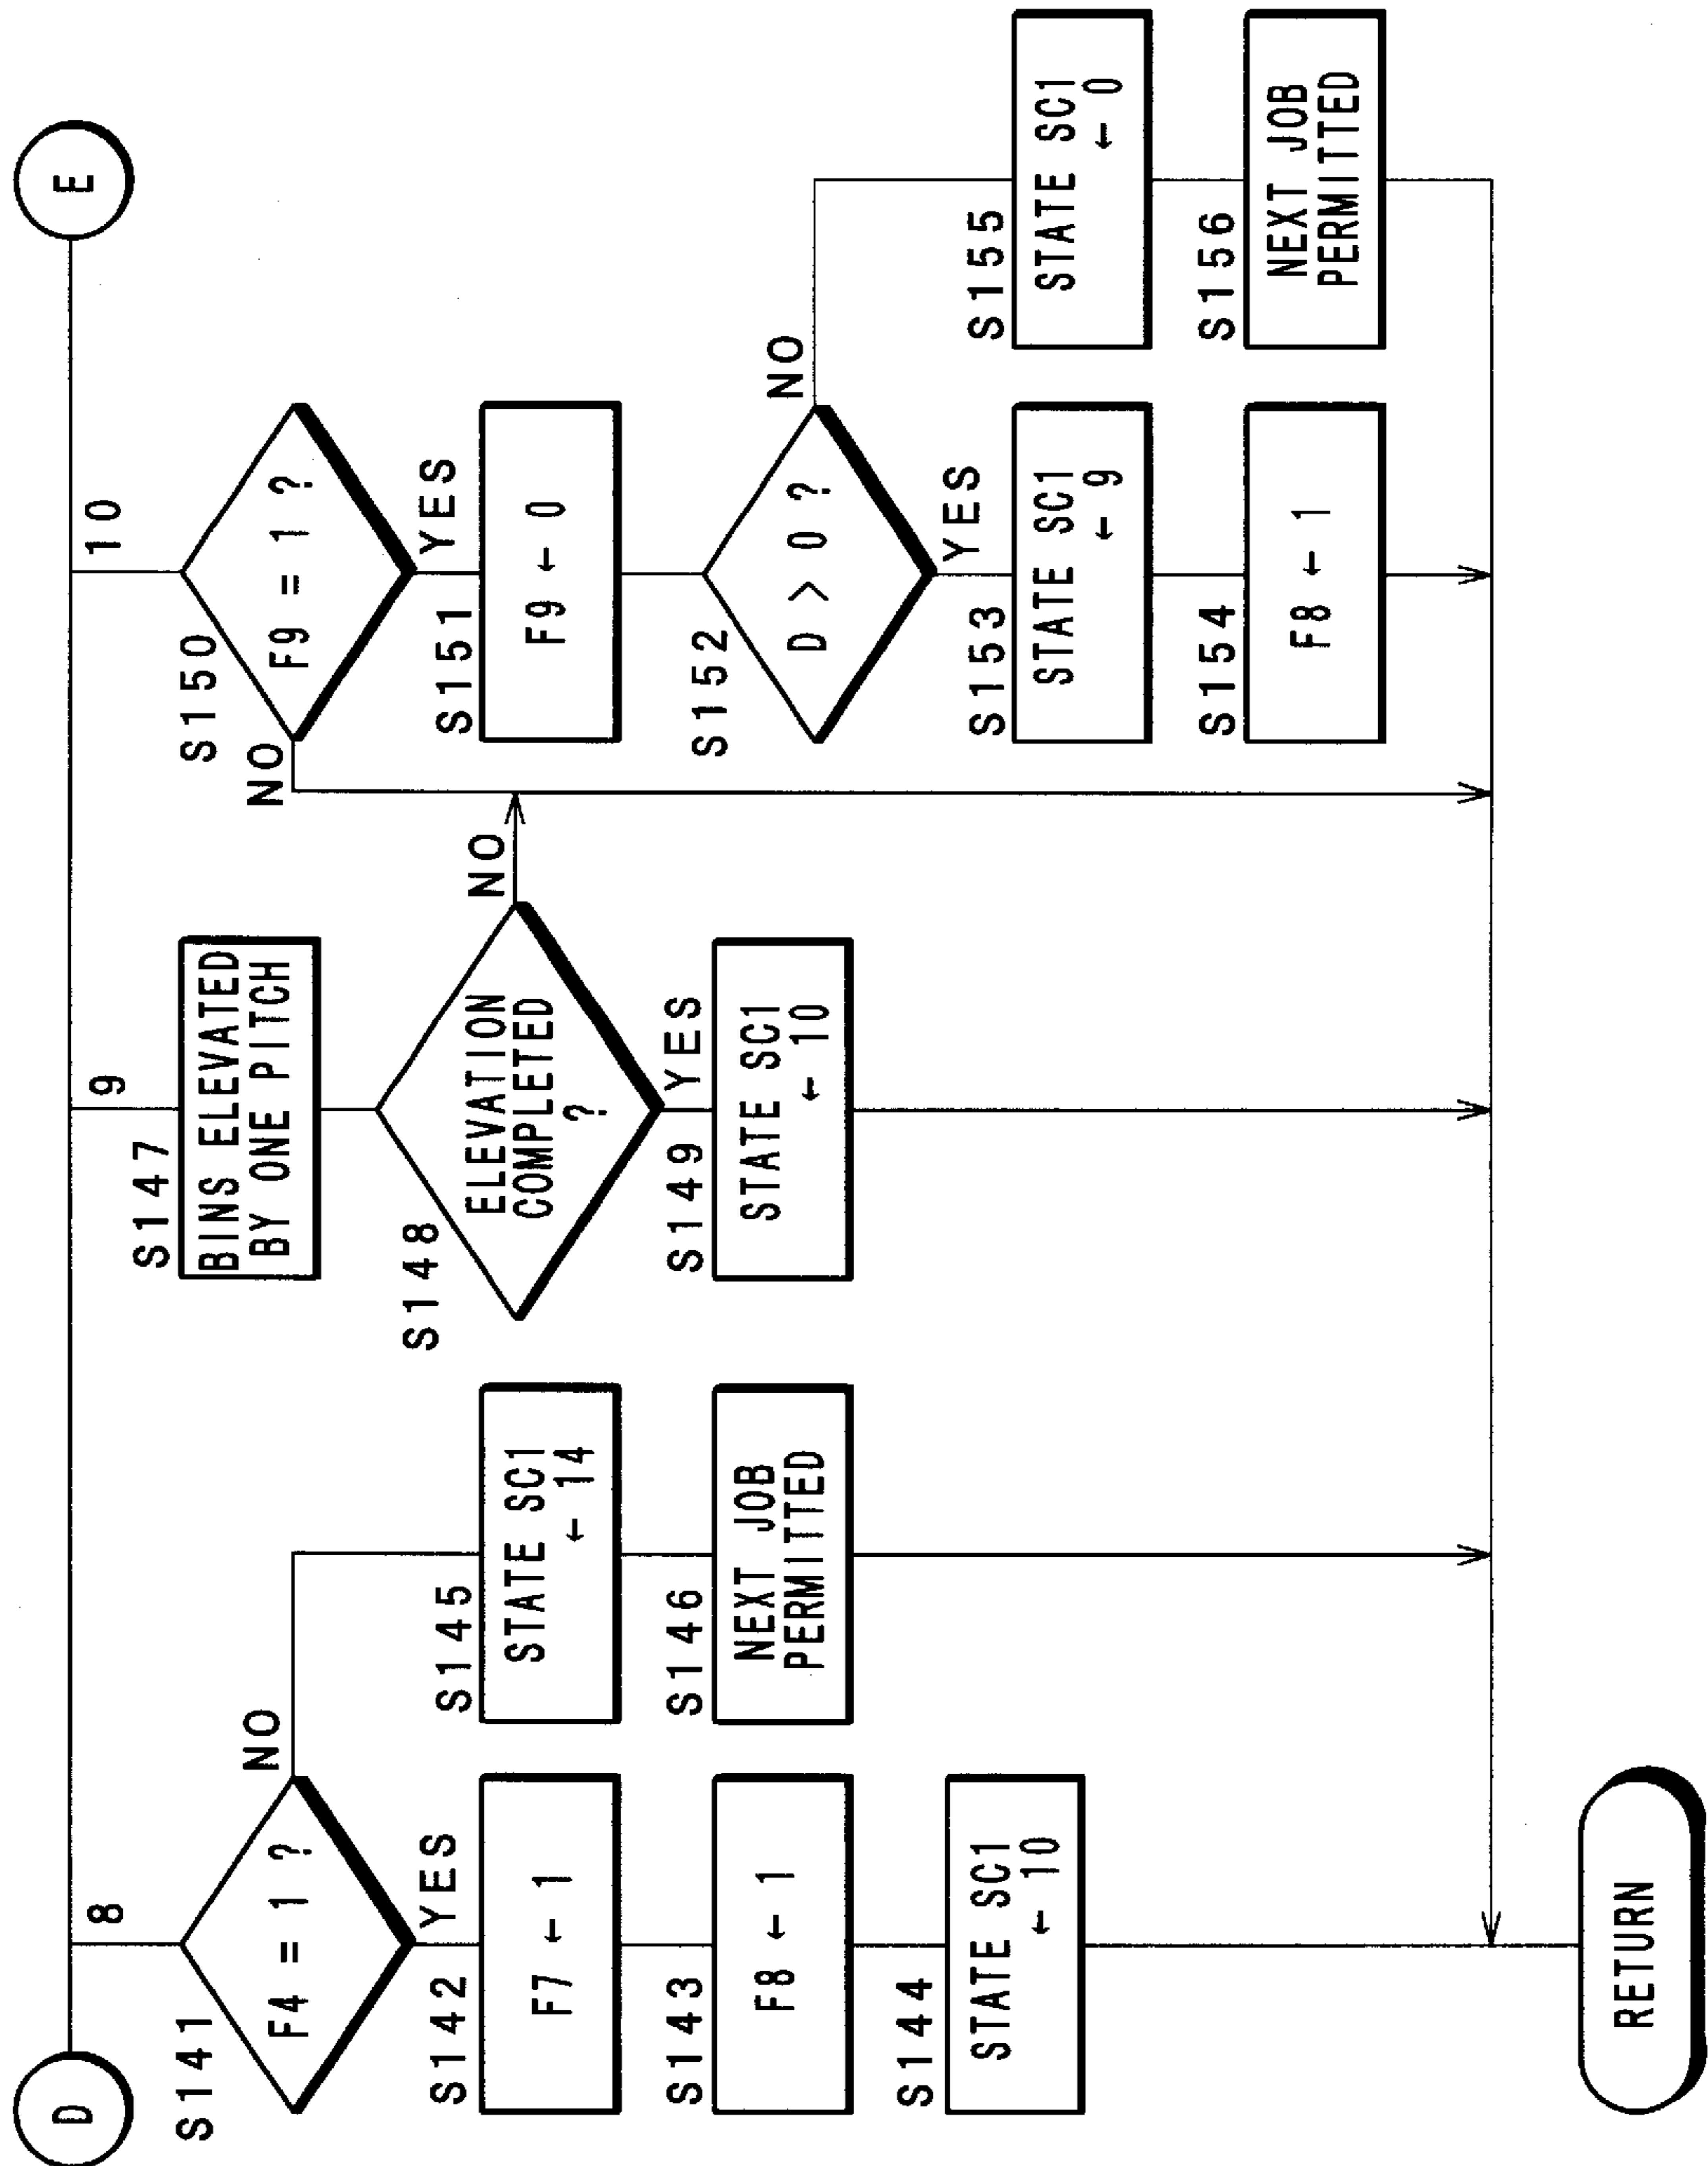 D
E
8
S141
F4 = 1 ?
NO
YES
S142
F7 ← 1
S143
F8 ← 1
S144
STATE SC1
← 10
S145
STATE SC1
← 14
S146
NEXT JOB
PERMITTED
9
S147
BINS ELEVATED
BY ONE PITCH
S148
ELEVATION
COMPLETED
?
NO
YES
S149
STATE SC1
← 10
10
S150
F9 = 1 ?
NO
YES
S151
F9 ← 0
S152
D > 0 ?
NO
YES
S153
STATE SC1
← 9
S154
F8 ← 1
S155
STATE SC1
← 0
S156
NEXT JOB
PERMITTED
RETURN